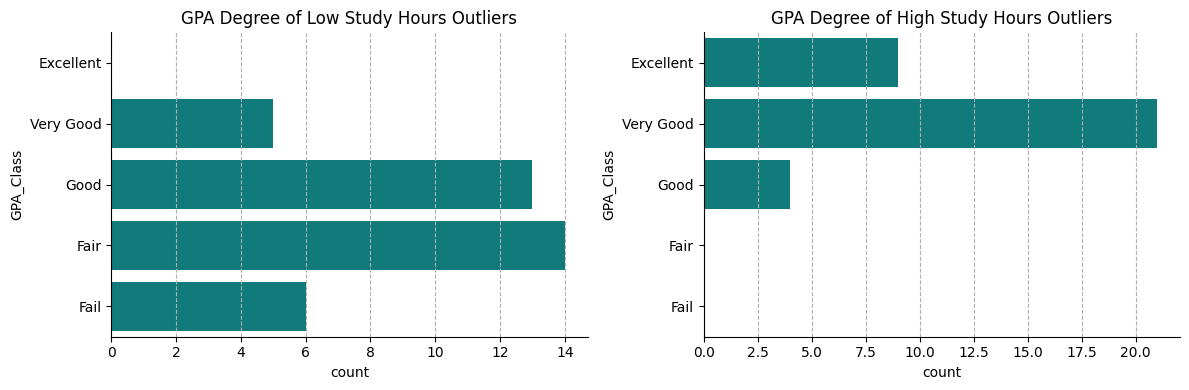 GPA Degree of Low Study Hours Outliers
GPA_Class
Excellent
Very Good
Good
Fair
Fail
0 2 4 6 8 10 12 14
count
GPA Degree of High Study Hours Outliers
GPA_Class
Excellent
Very Good
Good
Fair
Fail
0.0 2.5 5.0 7.5 10.0 12.5 15.0 17.5 20.0
count